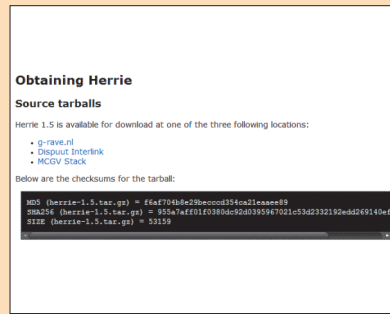 Obtaining Herrie
Source tarballs
Herrie 1.5 is available for download at one of the three following locations:
g-rave.nl
Dispuut Interlink
MCGV Stack
Below are the checksums for the tarball:
MD5 (herrie-1.5.tar.gz) = f6af704b8e29becccd354ca21eaaee89
SHA256 (herrie-1.5.tar.gz) = 955a7aff01f0380dc92d0395967021c53d2332192edd269140ef
SIZE (herrie-1.5.tar.gz) = 53159